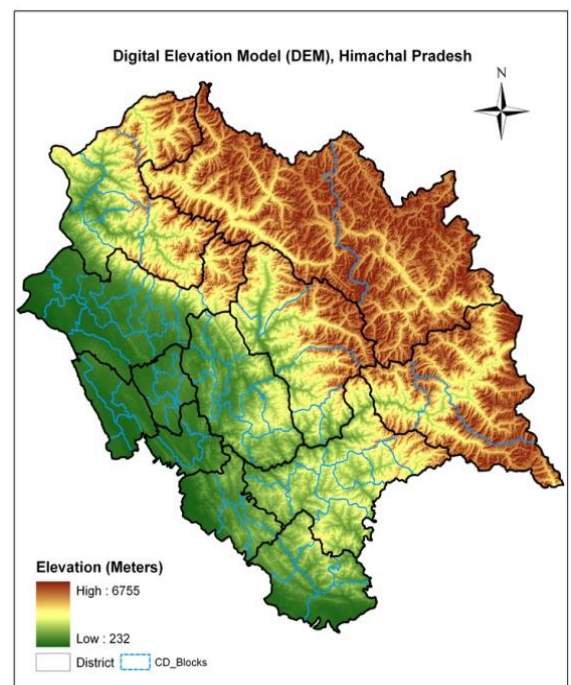 Digital Elevation Model (DEM), Himachal Pradesh
N
Elevation (Meters)
High : 6755
Low : 232
District
CD_Blocks